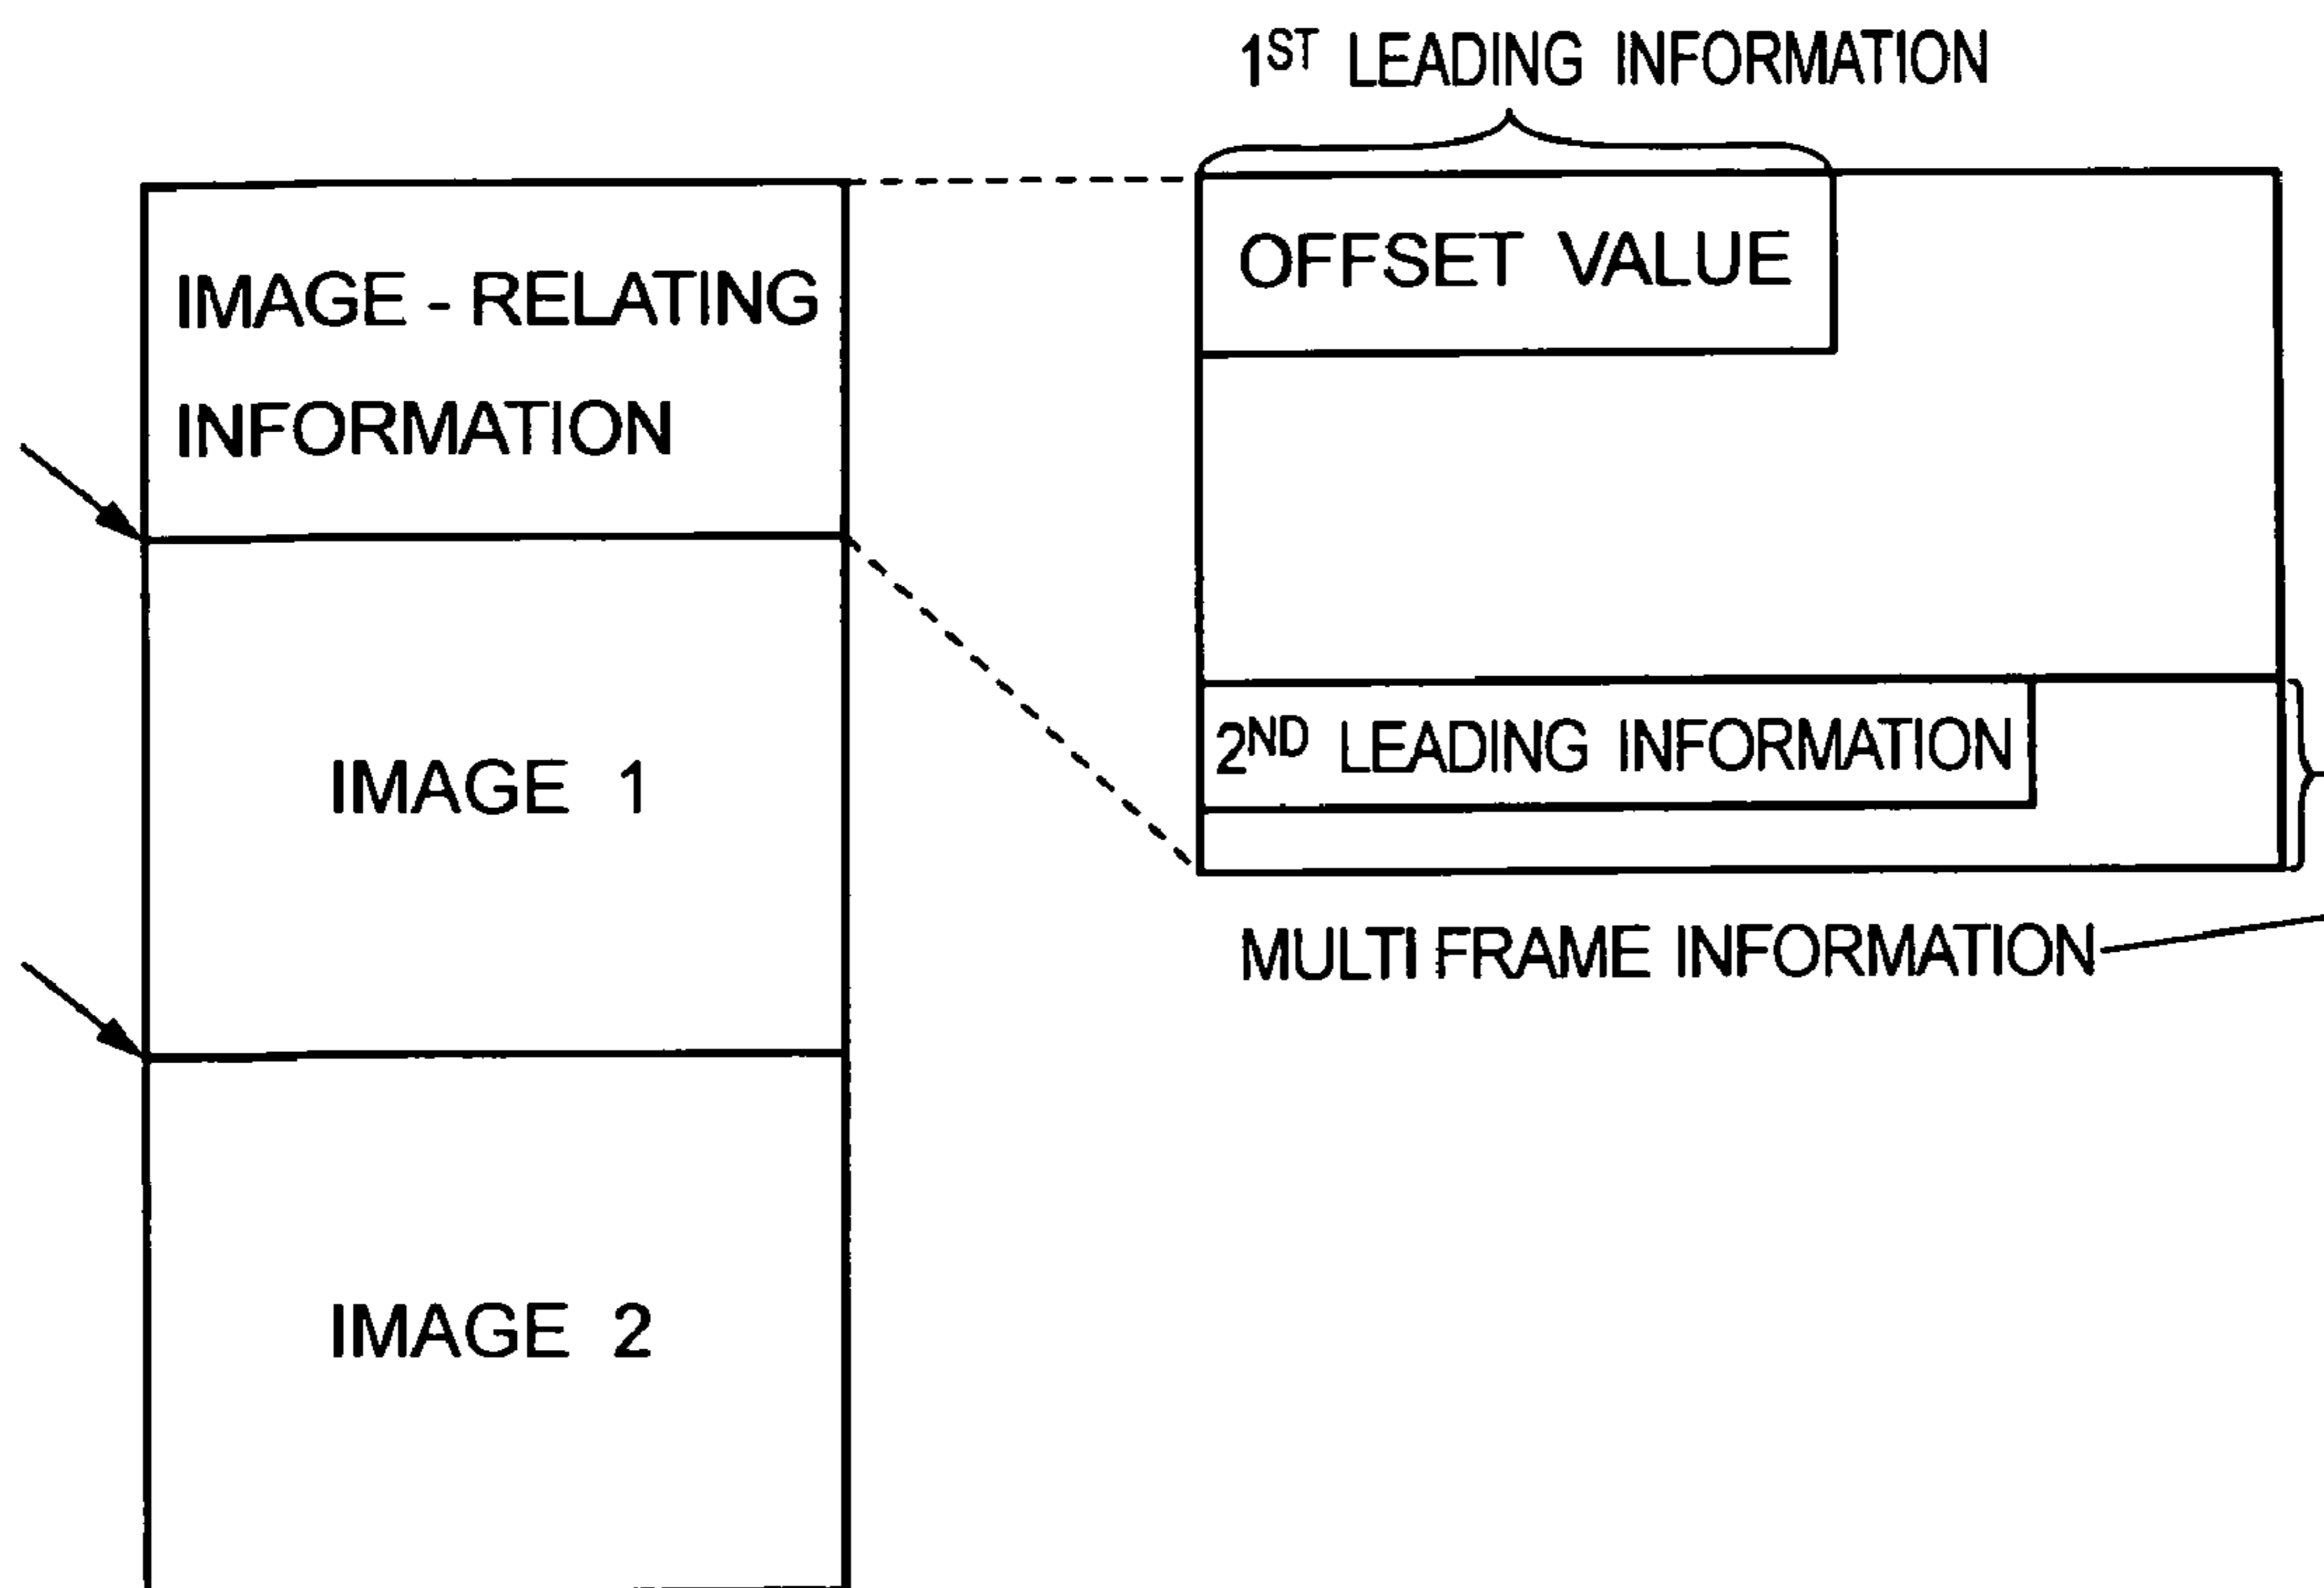 1ST LEADING INFORMATION
OFFSET VALUE
IMAGE - RELATING
INFORMATION
2ND LEADING INFORMATION
IMAGE 1
MULTI FRAME INFORMATION
IMAGE 2